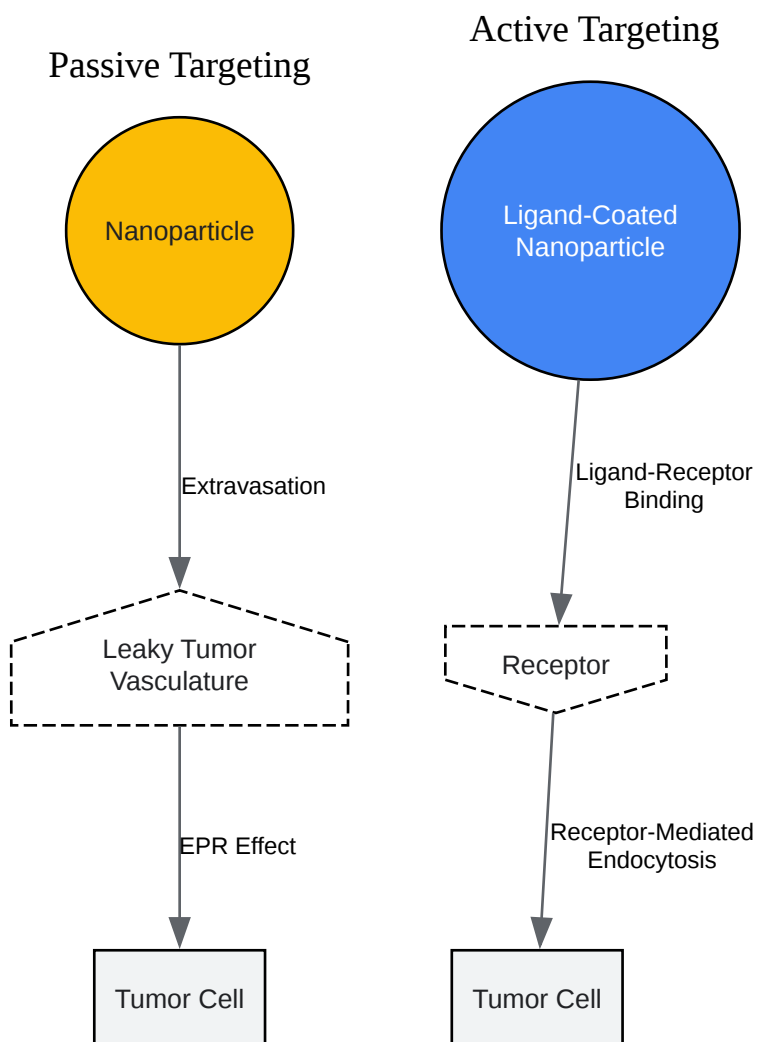 Passive Targeting
Nanoparticle
Extravasation
Leaky Tumor
Vasculature
EPR Effect
Tumor Cell
Active Targeting
Ligand-Coated
Nanoparticle
Ligand-Receptor
Binding
Receptor
Receptor-Mediated
Endocytosis
Tumor Cell